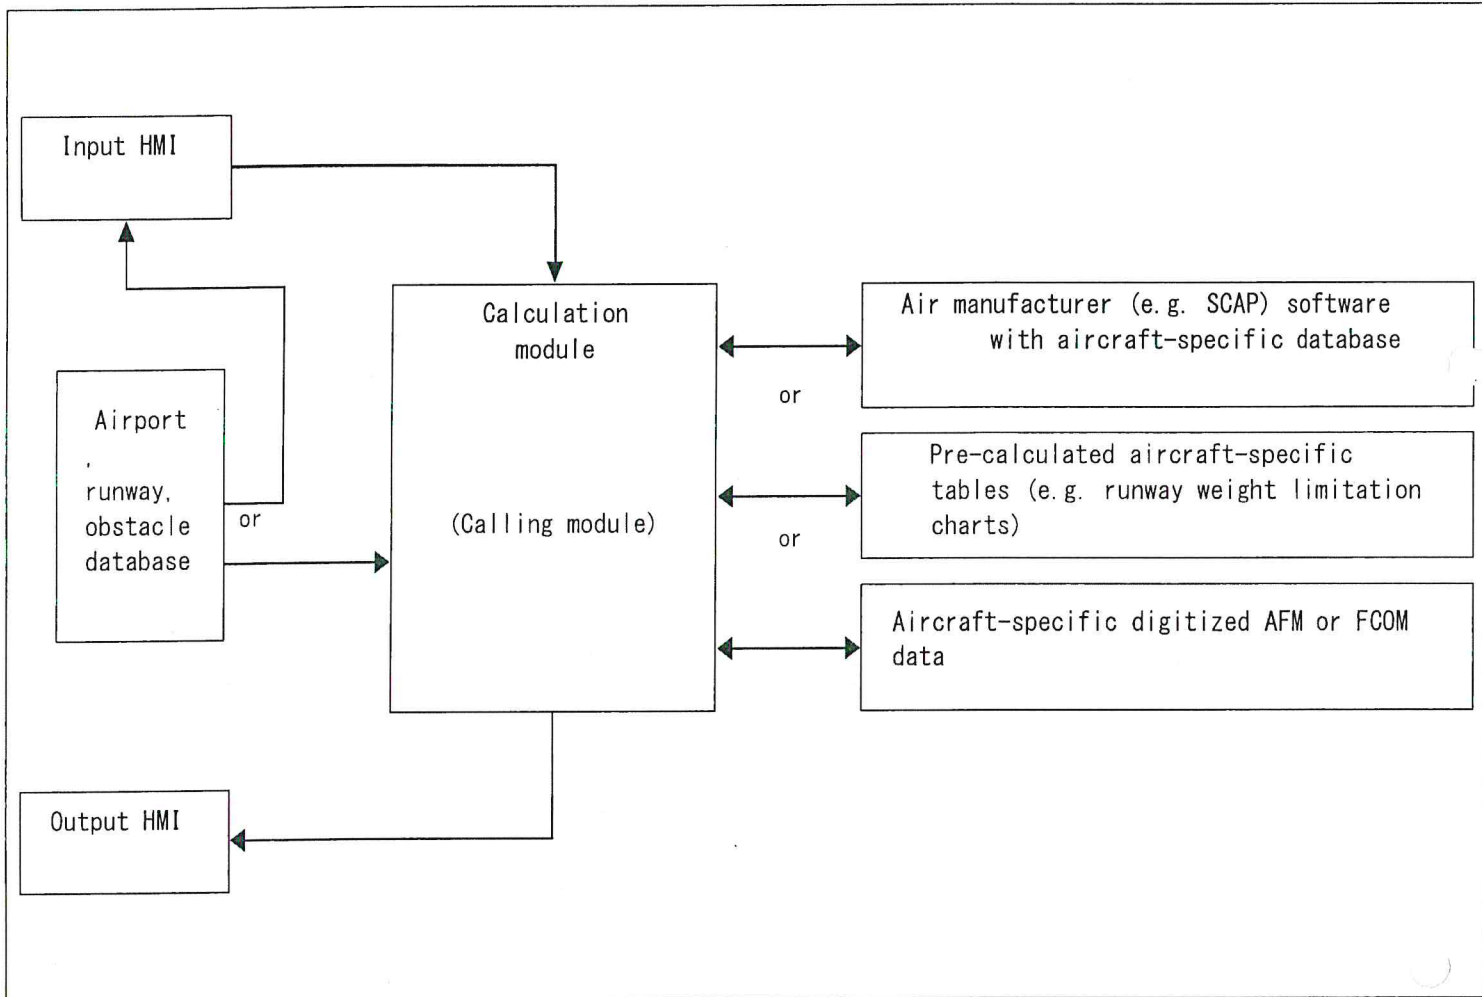 Input HMI
Calculation
module
(Calling module)
Airport
,
runway,
obstacle
database
or
Air manufacturer (e.g. SCAP) software
with aircraft-specific database
or
Pre-calculated aircraft-specific
tables (e.g. runway weight limitation
charts)
or
Aircraft-specific digitized AFM or FCOM
data
Output HMI